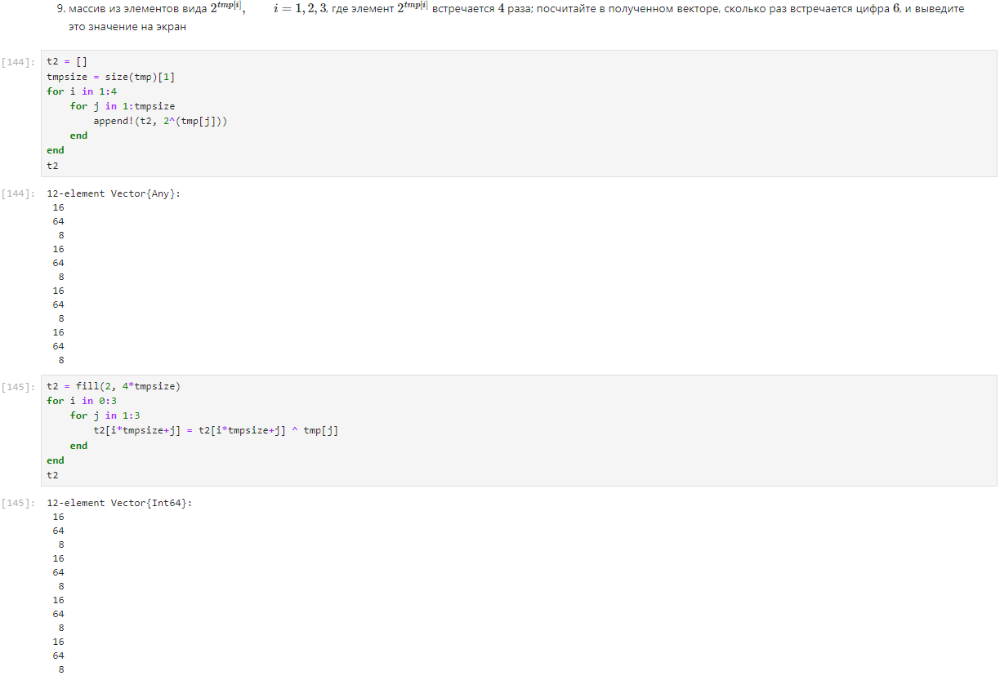 9. массив из элементов вида 2^tmp[i], i = 1, 2, 3, где элемент 2^tmp[i] встречается 4 раза; посчитайте в полученном векторе, сколько раз встречается цифра 6, и выведите
это значение на экран
[144]: t2 = []
tmpsize = size(tmp)[1]
for i in 1:4
    for j in 1:tmpsize
        append!(t2, 2^(tmp[j]))
    end
end
t2
[144]: 12-element Vector{Any}:
16
64
8
16
64
8
16
64
8
16
64
8
[145]: t2 = fill(2, 4*tmpsize)
for i in 0:3
    for j in 1:3
        t2[i*tmpsize+j] = t2[i*tmpsize+j] ^ tmp[j]
    end
end
t2
[145]: 12-element Vector{Int64}:
16
64
8
16
64
8
16
64
8
16
64
8